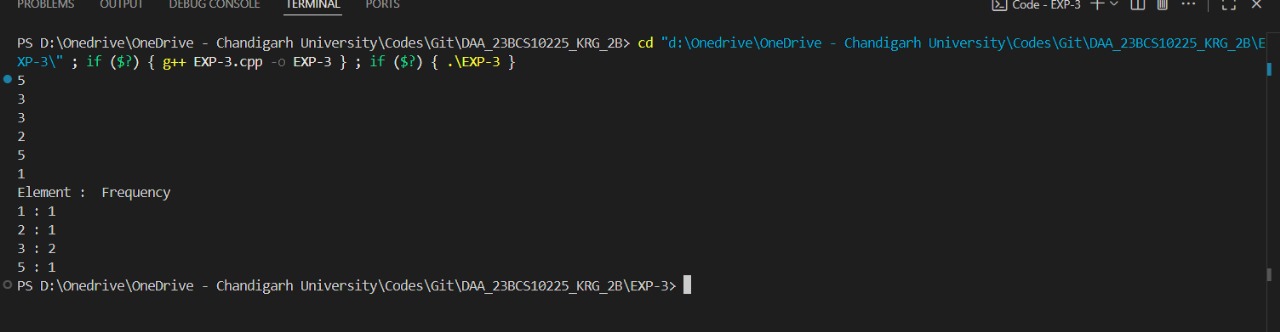 PROBLEMS OUTPUT DEBUG CONSOLE TERMINAL PORTS Code - EXP-3
PS D:\Onedrive\OneDrive - Chandigarh University\Codes\Git\DAA_23BCS10225_KRG_2B> cd "d:\Onedrive\OneDrive - Chandigarh University\Codes\Git\DAA_23BCS10225_KRG_2B\E
XP-3\" ; if ($?) { g++ EXP-3.cpp -o EXP-3 } ; if ($?) { .\EXP-3 }
5
3
3
2
5
1
Element :  Frequency
1 : 1
2 : 1
3 : 2
5 : 1
PS D:\Onedrive\OneDrive - Chandigarh University\Codes\Git\DAA_23BCS10225_KRG_2B\EXP-3>